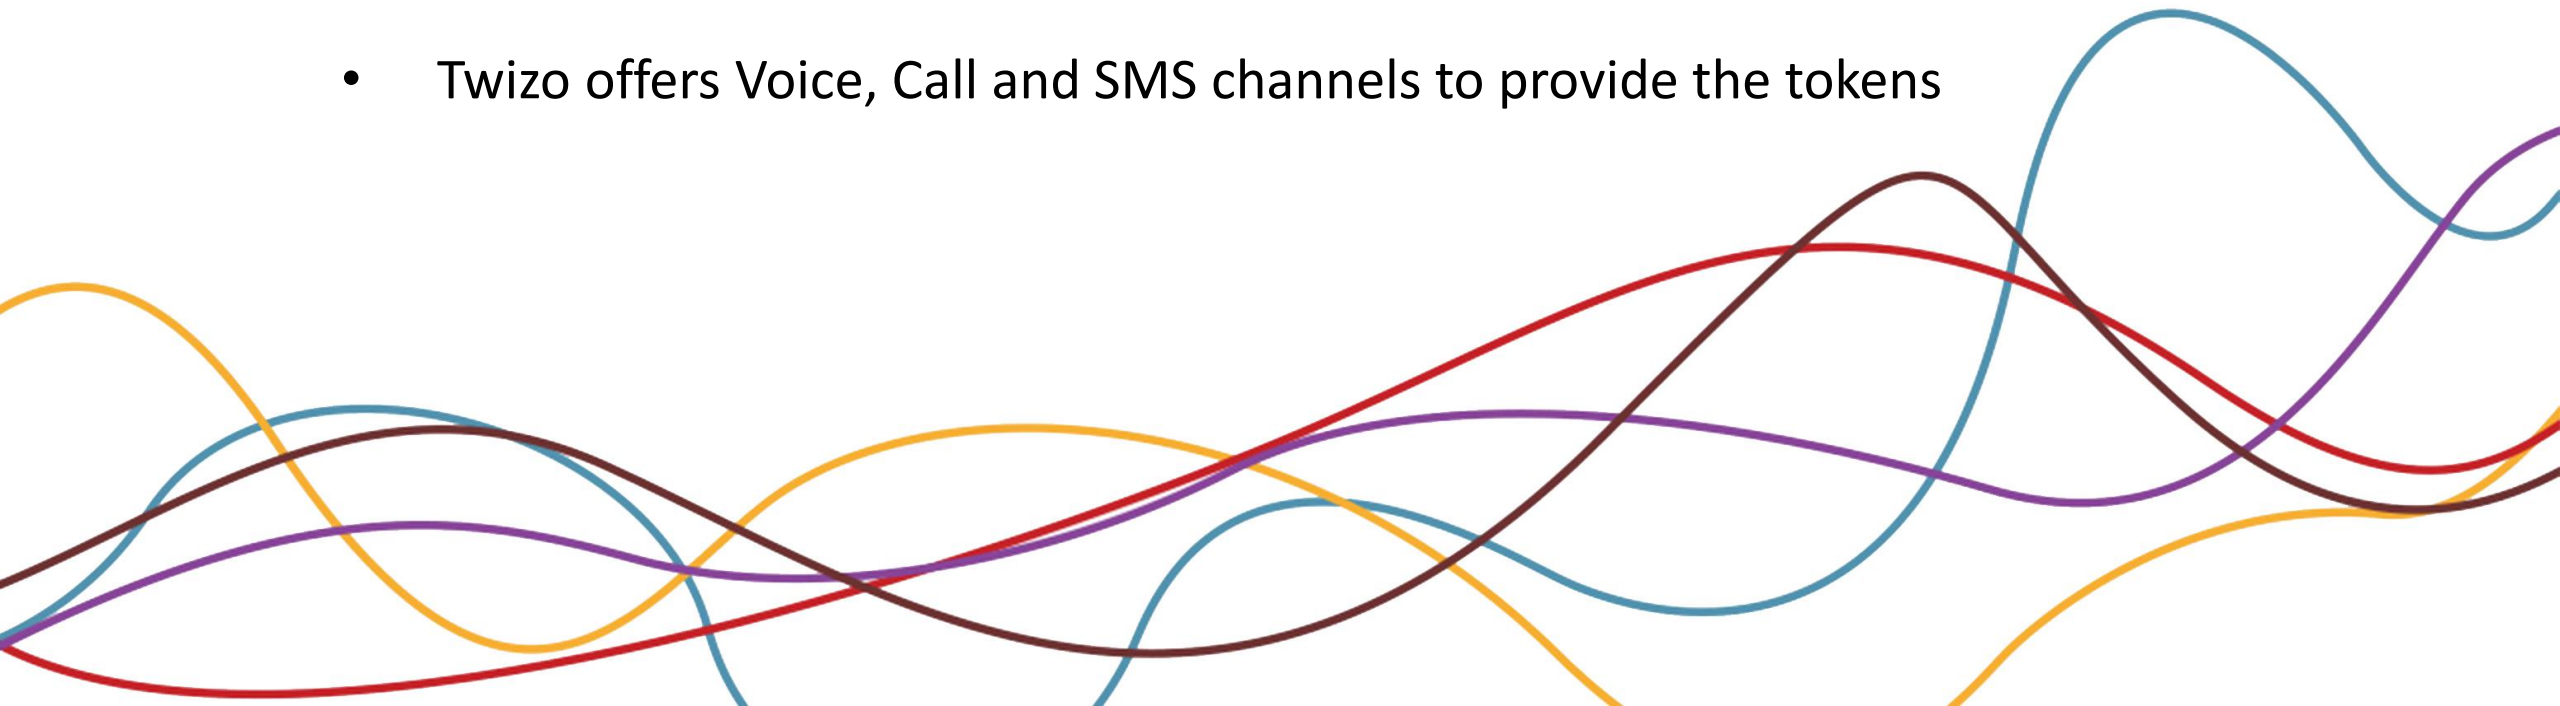 • Twizo offers Voice, Call and SMS channels to provide the tokens